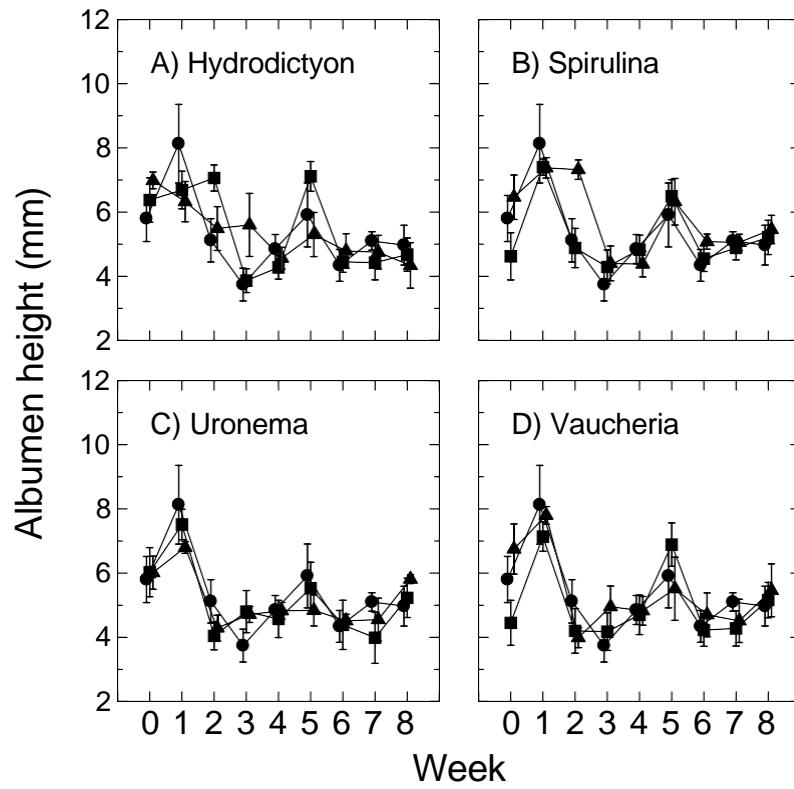 12
10
8
6
4
2
A) Hydrodictyon
B) Spirulina
Albumen height (mm)
12
10
8
6
4
2
C) Uronema
D) Vaucheria
0 1 2 3 4 5 6 7 8
0 1 2 3 4 5 6 7 8
Week